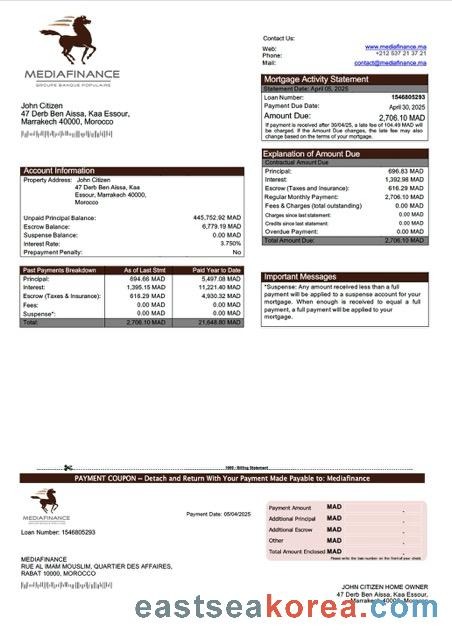 MEDIAFINANCE
GROUPE BANQUE POPULAIRE
Contact Us:
Web: www.mediafinance.ma
Phone: +212 537 21 37 21
Mail: contact@mediafinance.ma
John Citizen
47 Derb Ben Aissa, Kaa Essour,
Marrakech 40000, Morocco
Mortgage Activity Statement
Statement Date: April 05, 2025
Loan Number: 1546805293
Payment Due Date: April 30, 2025
Amount Due: 2,706.10 MAD
If payment is received after 30/04/25, a late fee of 104.49 MAD will
be charged. If the Amount Due changes, the late fee may also
change based on the terms of your mortgage.
Explanation of Amount Due
Contractual Amount Due
Principal: 696.83 MAD
Interest: 1,392.98 MAD
Escrow (Taxes and Insurance): 616.29 MAD
Regular Monthly Payment: 2,706.10 MAD
Fees & Charges (total outstanding) 0.00 MAD
Charges since last statement: 0.00 MAD
Credits since last statement: 0.00 MAD
Overdue Payment: 0.00 MAD
Total Amount Due: 2,706.10 MAD
Account Information
Property Address: John Citizen
47 Derb Ben Aissa, Kaa
Essour, Marrakech 40000,
Morocco
Unpaid Principal Balance: 445,752.92 MAD
Escrow Balance: 6,779.19 MAD
Suspense Balance: 0.00 MAD
Interest Rate: 3.750%
Prepayment Penalty: No
Past Payments Breakdown As of Last Stmt Paid Year to Date
Principal: 694.66 MAD 5,497.08 MAD
Interest: 1,395.15 MAD 11,221.40 MAD
Escrow (Taxes & Insurance): 616.29 MAD 4,930.32 MAD
Fees: 0.00 MAD 0.00 MAD
Suspense*: 0.00 MAD 0.00 MAD
Total: 2,706.10 MAD 21,648.80 MAD
Important Messages
*Suspense: Any amount received less than a full
payment will be applied to a suspense account for your
mortgage. When enough is received to equal a full
payment, a full payment will be applied to your
mortgage.
1000 - Billing Statement
PAYMENT COUPON – Detach and Return With Your Payment Made Payable to: Mediafinance
MEDIAFINANCE
GROUPE BANQUE POPULAIRE
Payment Date: 05/04/2025
Loan Number: 1546805293
Payment Amount MAD .
Additional Principal MAD .
Additional Escrow MAD .
Other MAD .
Total Amount Enclosed MAD .
Please write the loan number on the front of your check
MEDIAFINANCE
RUE AL IMAM MOUSLIM, QUARTIER DES AFFAIRES,
RABAT 10000, MOROCCO
JOHN CITIZEN HOME OWNER
47 Derb Ben Aissa, Kaa Essour,
Marrakech 40000, Morocco
eastseakorea.com